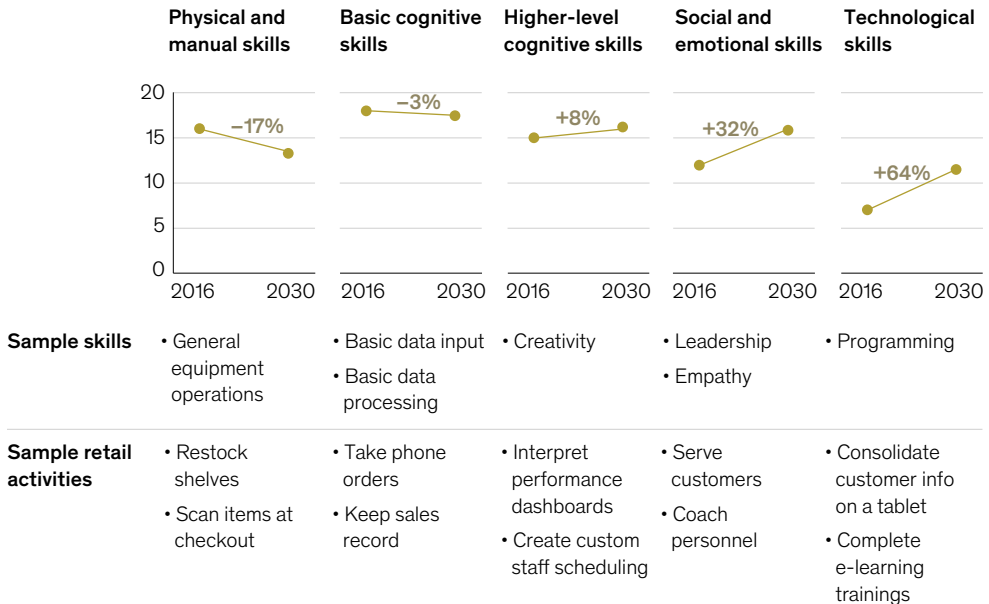 Physical and
manual skills
Basic cognitive
skills
Higher-level
cognitive skills
Social and
emotional skills
Technological
skills
20
15
10
5
0
–17%
2016 2030
–3%
2016 2030
+8%
2016 2030
+32%
2016 2030
+64%
2016 2030
Sample skills
• General
equipment
operations
• Basic data input
• Basic data
processing
• Creativity
• Leadership
• Empathy
• Programming
Sample retail
activities
• Restock
shelves
• Scan items at
checkout
• Take phone
orders
• Keep sales
record
• Interpret
performance
dashboards
• Create custom
staff scheduling
• Serve
customers
• Coach
personnel
• Consolidate
customer info
on a tablet
• Complete
e-learning
trainings